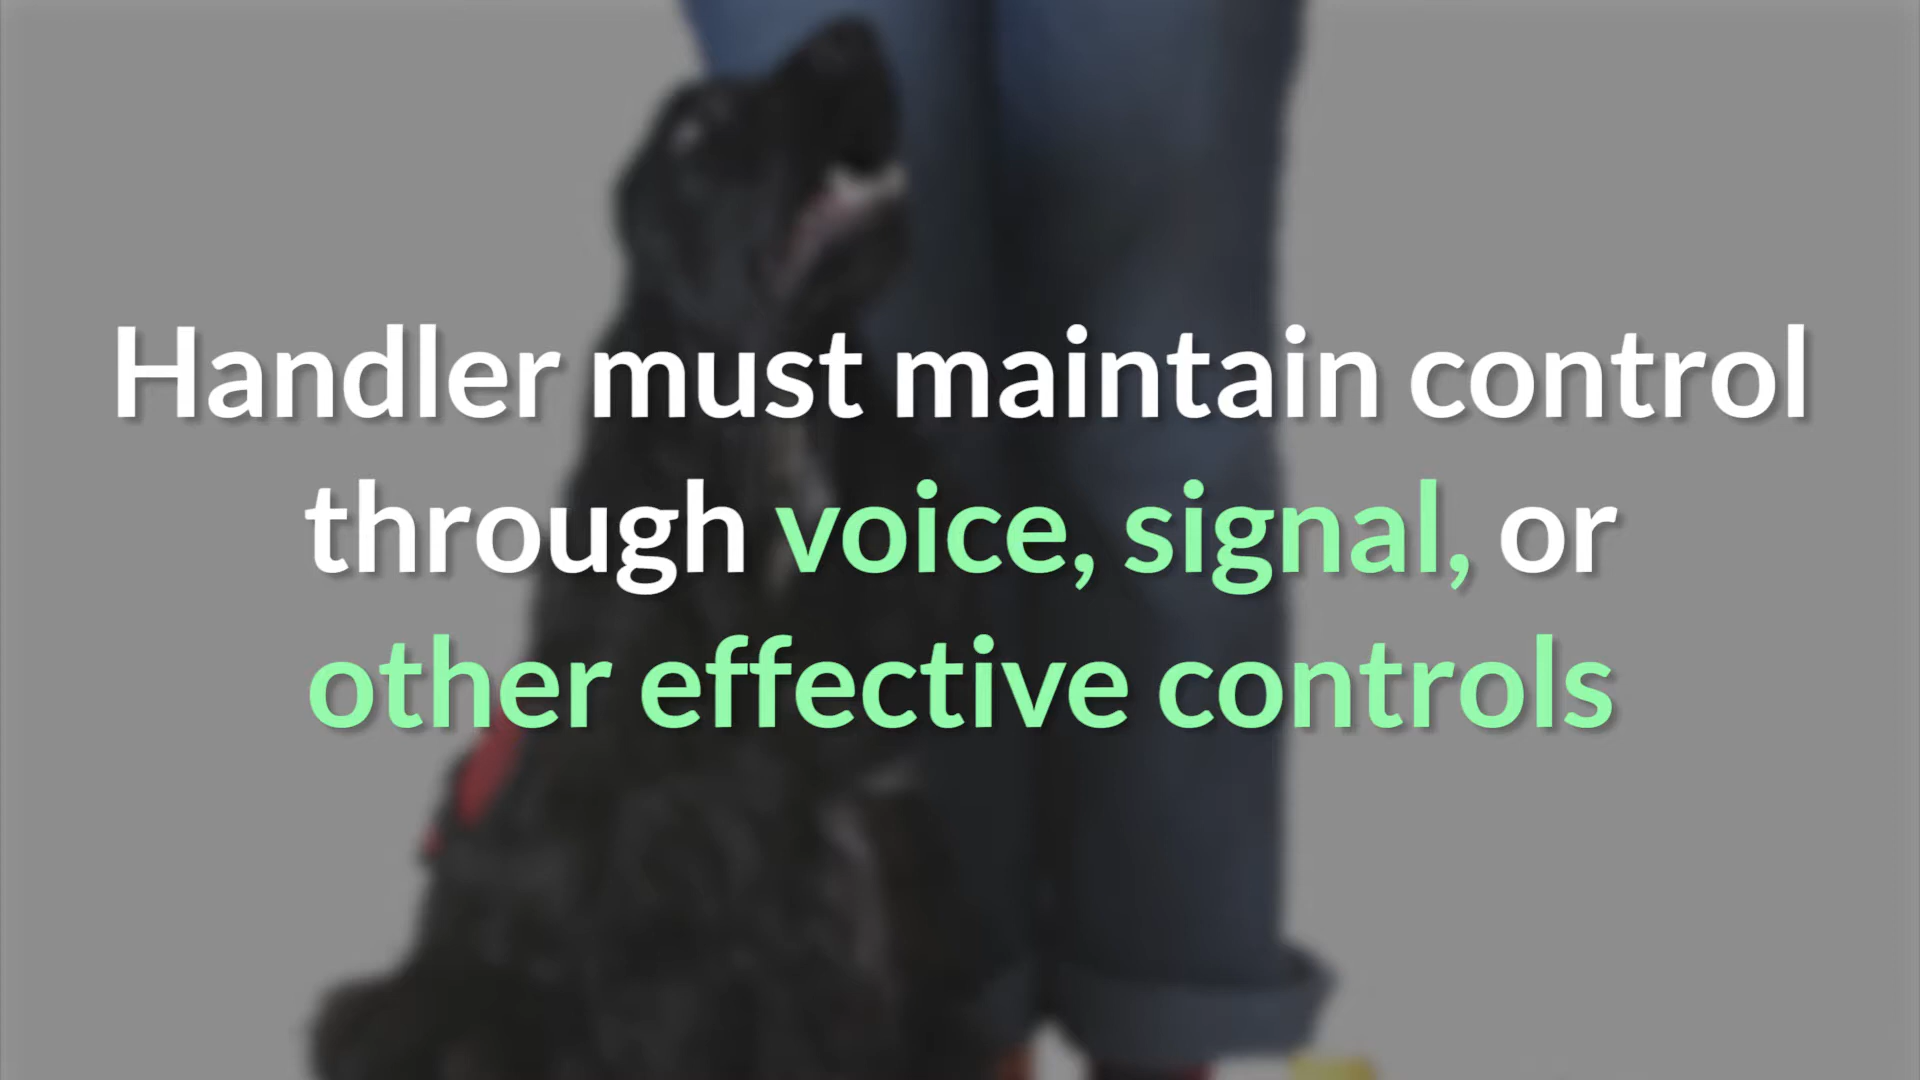 Handler must maintain control
through voice, signal, or
other effective controls